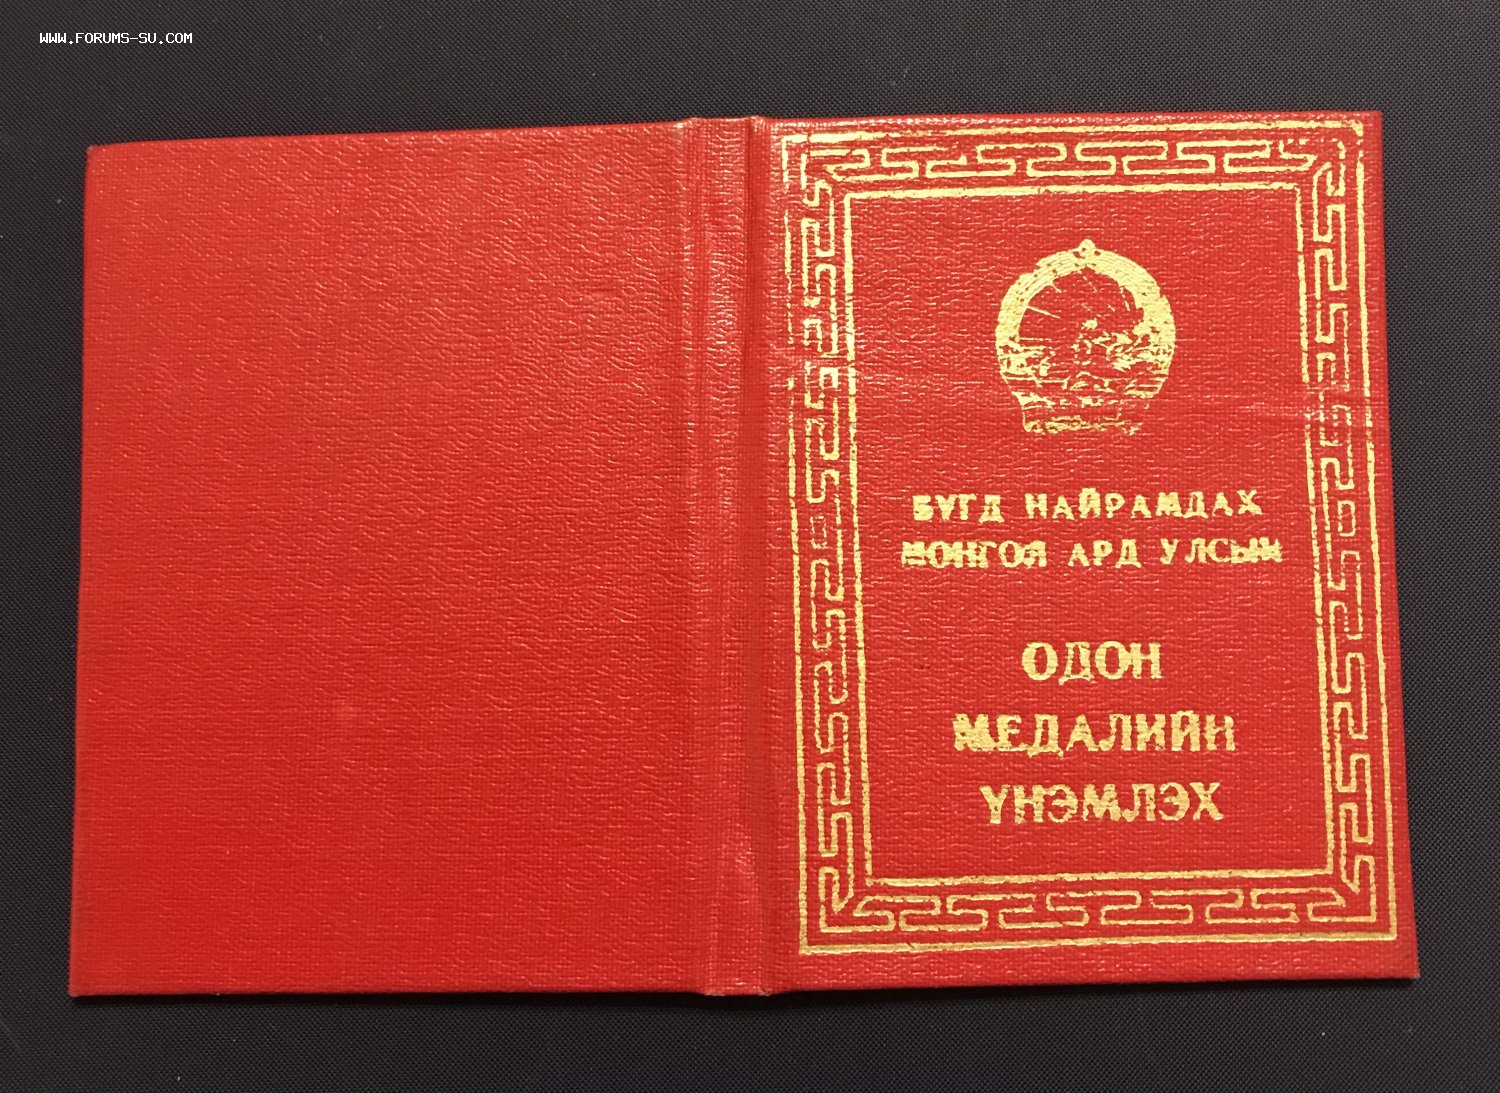 WWW.FORUMS-SU.COM
БҮГД НАЙРАМДАХ
МОНГОЛ АРД УЛСЫН
ОДОН
МЕДАЛИЙН
ҮНЭМЛЭХ